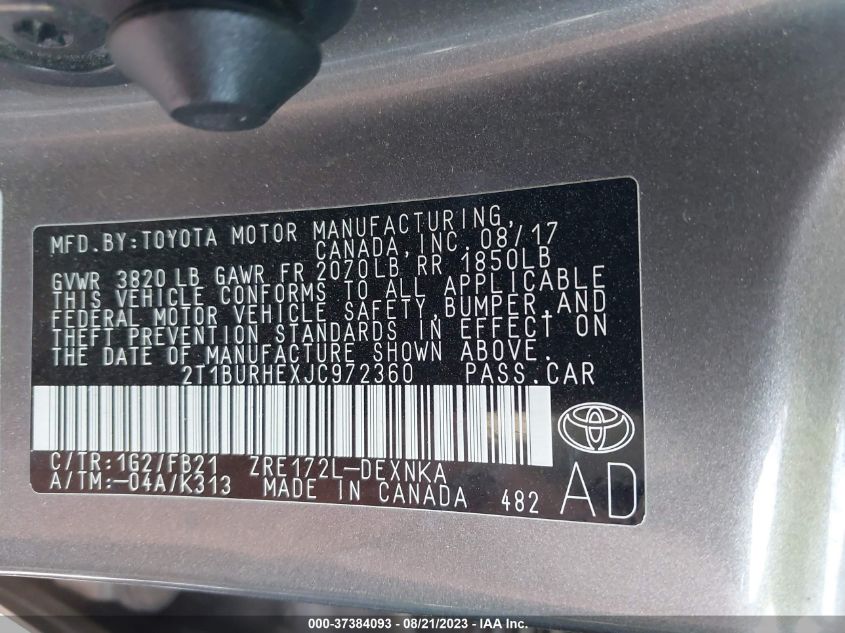 MFD.BY:TOYOTA MOTOR MANUFACTURING,
CANADA,INC. 08/17
GVWR 3820 LB GAWR FR 2070LB RR 1850LB
THIS VEHICLE CONFORMS TO ALL APPLICABLE
FEDERAL MOTOR VEHICLE SAFETY,BUMPER,AND
THEFT PREVENTION STANDARDS IN EFFECT ON
THE DATE OF MANUFACTURE SHOWN ABOVE.
2T1BURHEXJC972360 PASS.CAR
C/TR:1G2/FB21 ZRE172L-DEXNKA
A/TM:-04A/K313 MADE IN CANADA 482 AD
000-37384093 - 08/21/2023 - IAA Inc.